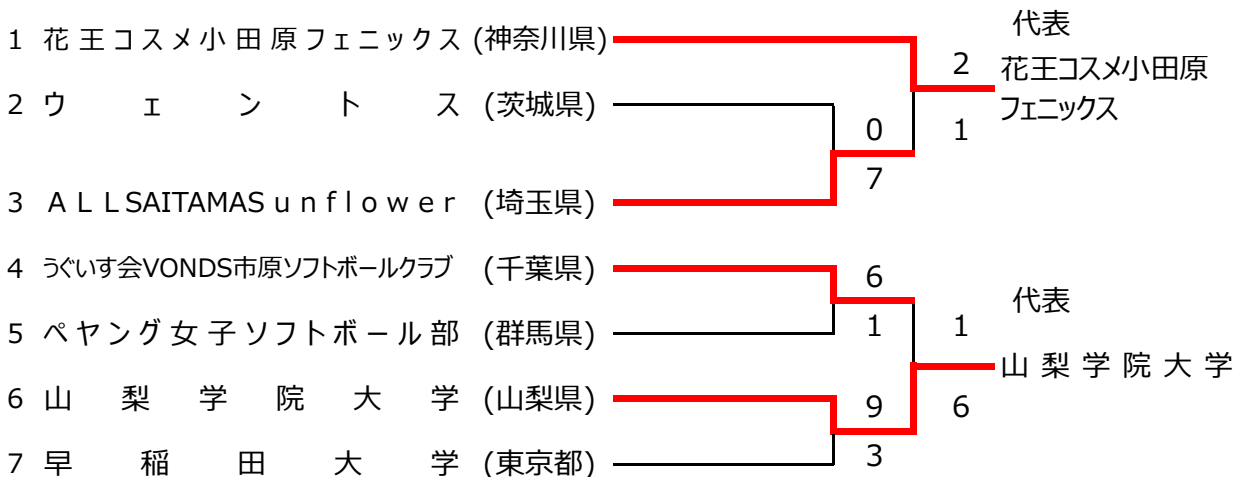 1 花王コスメ小田原フェニックス (神奈川県)
2 ウェントス (茨城県)
3 ALLSAITAMASunflower (埼玉県)
4 うぐいす会VONDS市原ソフトボールクラブ (千葉県)
5 ペヤング女子ソフトボール部 (群馬県)
6 山梨学院大学 (山梨県)
7 早稲田大学 (東京都)
0
7
6
1
9
3
2
1
1
6
代表
花王コスメ小田原
フェニックス
代表
山梨学院大学